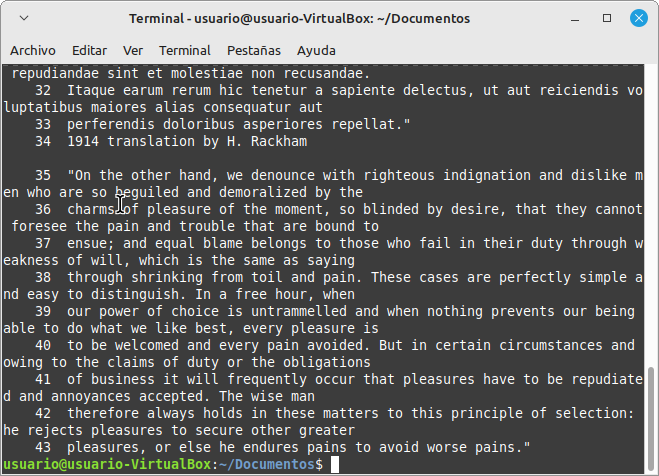 Terminal - usuario@usuario-VirtualBox: ~/Documentos
Archivo Editar Ver Terminal Pestañas Ayuda
repudiandae sint et molestiae non recusandae.
32 Itaque earum rerum hic tenetur a sapiente delectus, ut aut reiciendis vo
luptatibus maiores alias consequatur aut
33 perferendis doloribus asperiores repellat."
34 1914 translation by H. Rackham
35 "On the other hand, we denounce with righteous indignation and dislike m
en who are so beguiled and demoralized by the
36 charms of pleasure of the moment, so blinded by desire, that they cannot
foresee the pain and trouble that are bound to
37 ensue; and equal blame belongs to those who fail in their duty through w
eakness of will, which is the same as saying
38 through shrinking from toil and pain. These cases are perfectly simple a
nd easy to distinguish. In a free hour, when
39 our power of choice is untrammelled and when nothing prevents our being
able to do what we like best, every pleasure is
40 to be welcomed and every pain avoided. But in certain circumstances and
owing to the claims of duty or the obligations
41 of business it will frequently occur that pleasures have to be repudiate
d and annoyances accepted. The wise man
42 therefore always holds in these matters to this principle of selection:
he rejects pleasures to secure other greater
43 pleasures, or else he endures pains to avoid worse pains."
usuario@usuario-VirtualBox:~/Documentos$